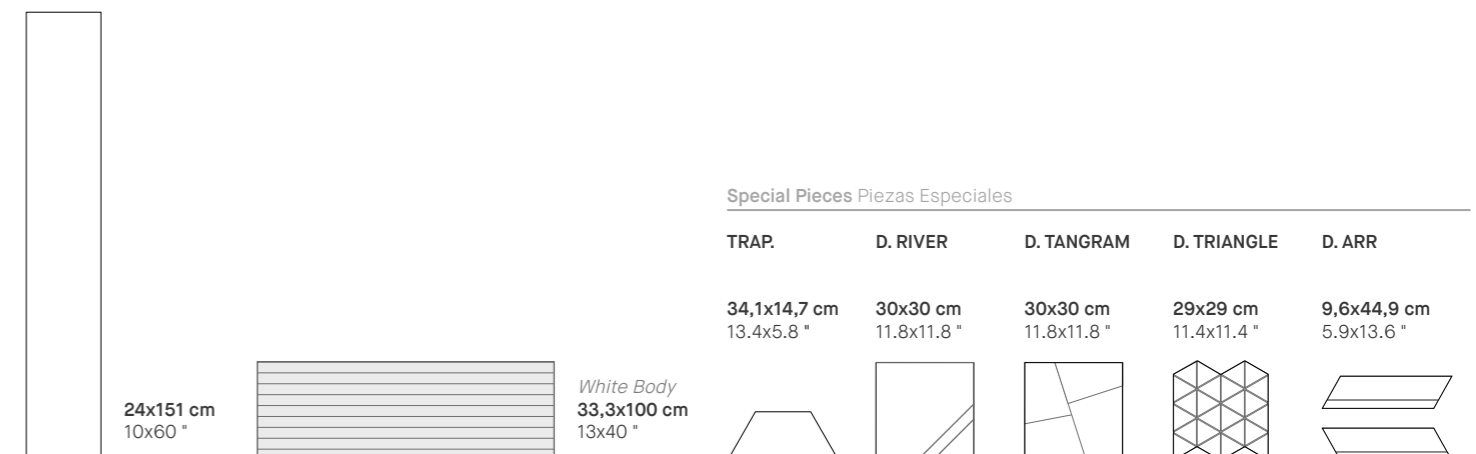 Special Pieces Piezas Especiales
TRAP. D. RIVER D. TANGRAM D. TRIANGLE D. ARR
34,1x14,7 cm 30x30 cm 30x30 cm 29x29 cm 9,6x44,9 cm
13.4x5.8 " 11.8x11.8 " 11.8x11.8 " 11.4x11.4 " 5.9x13.6 "
24x151 cm
10x60 "
White Body
33,3x100 cm
13x40 "